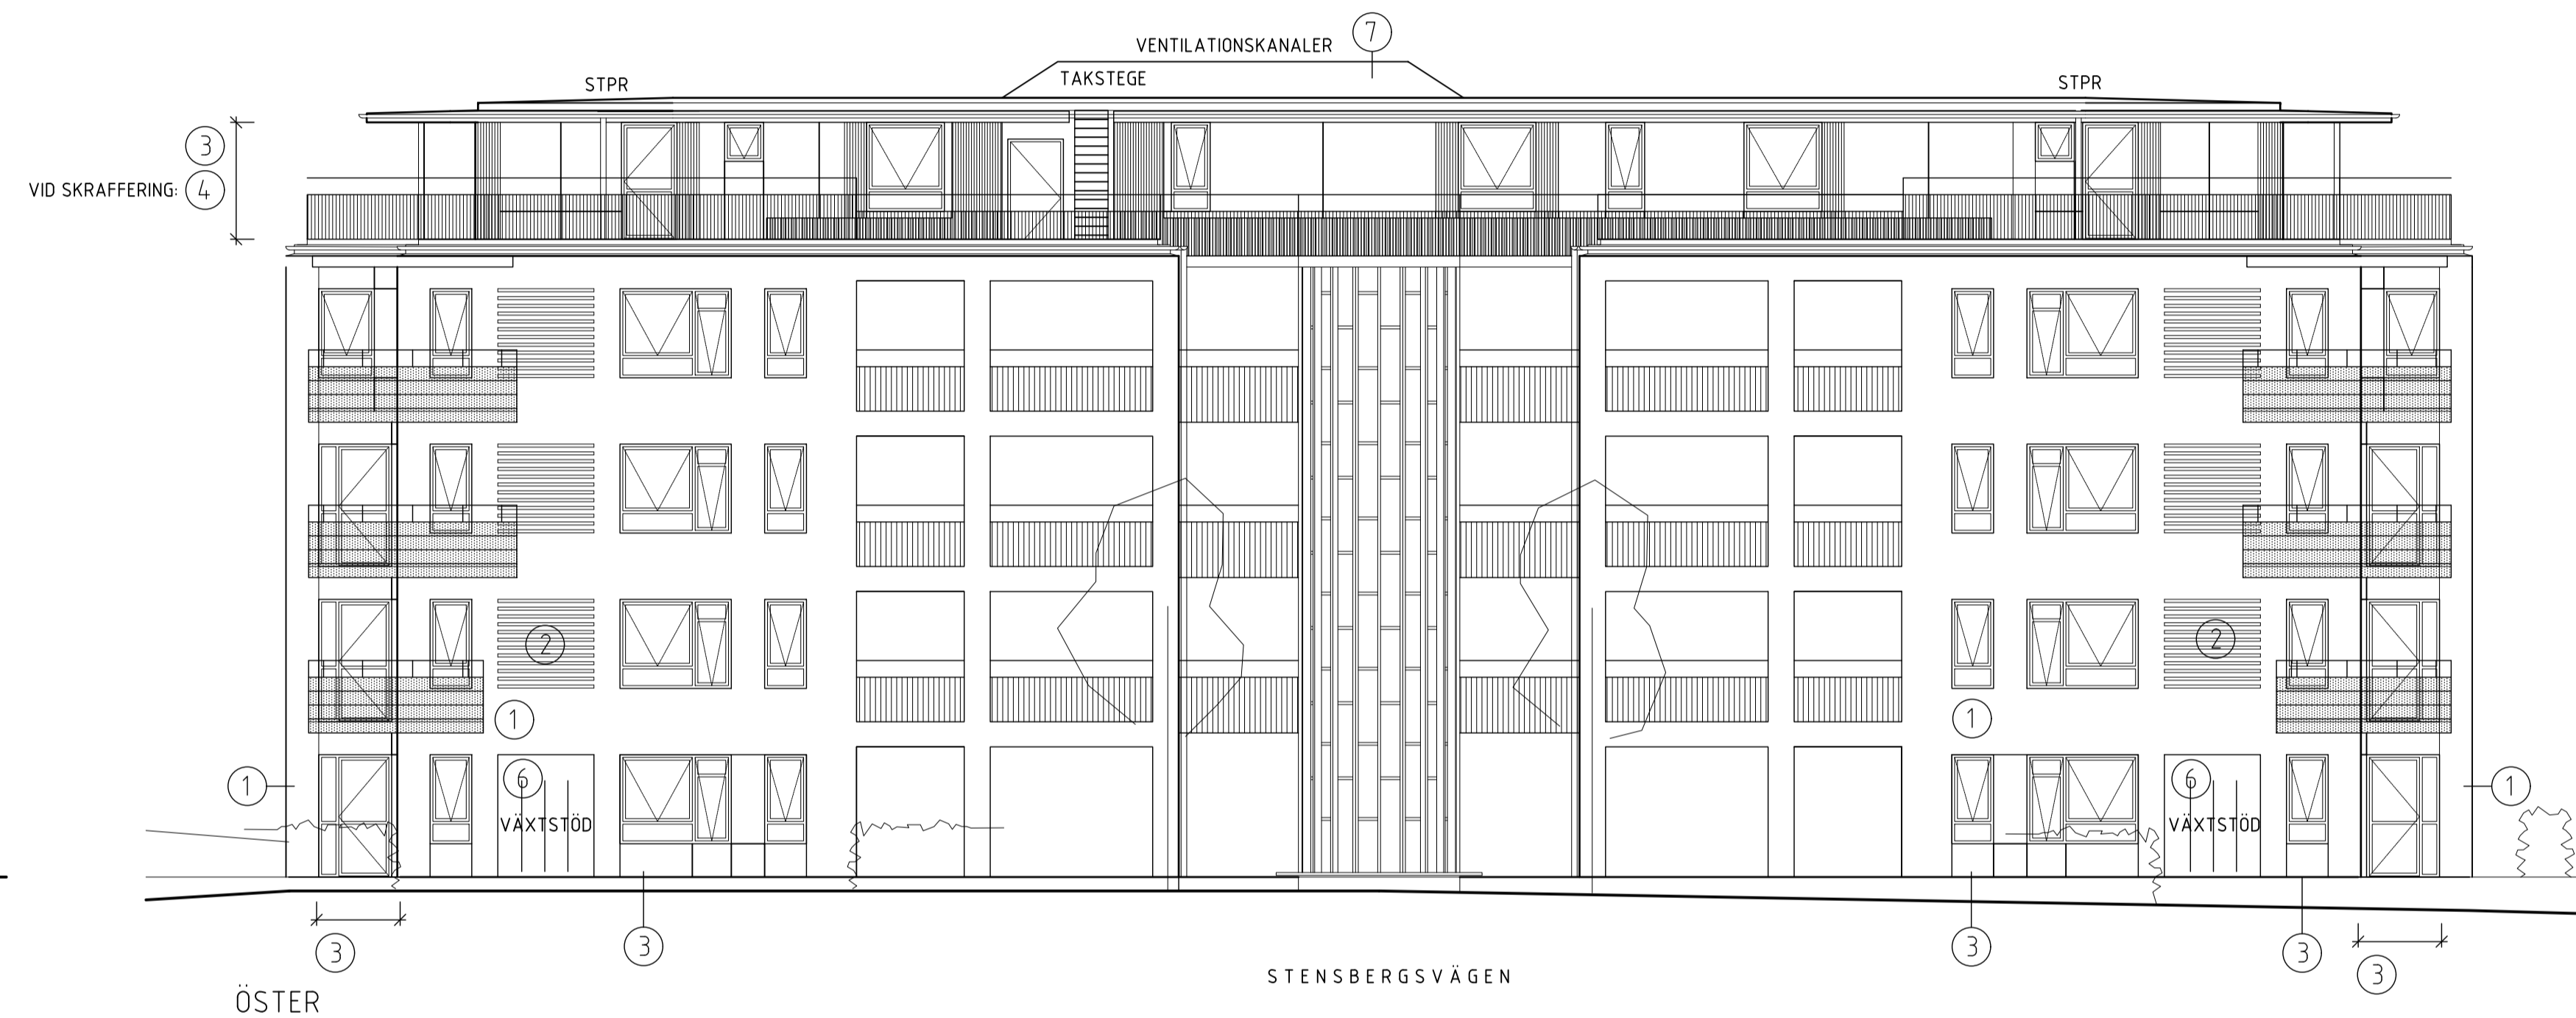 7
VENTILATIONSKANALER
TAKSTEGE
STPR
STPR
3
VID SKRAFFERING: 4
2
2
1
1
1
6
6
1
VÄXTSTÖD
VÄXTSTÖD
3
3
3
3
3
STENSBERGSVÄGEN
ÖSTER